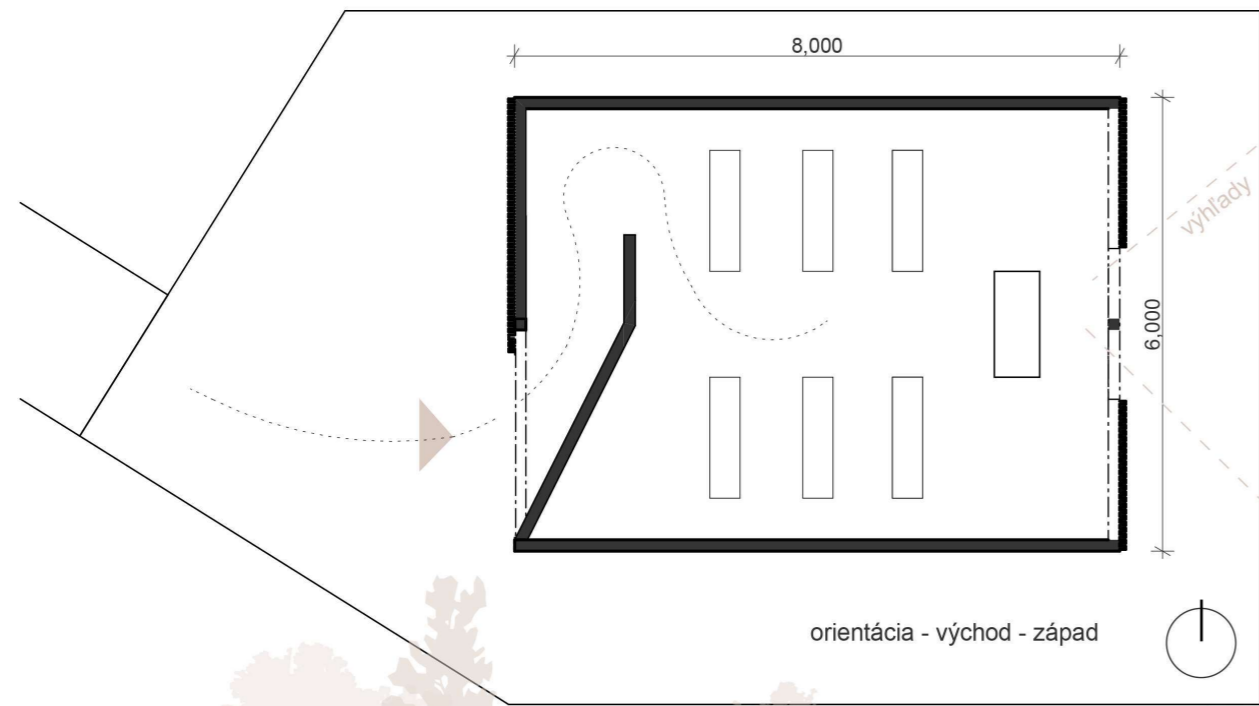 8,000
výhľady
6,000
orientácia - východ - západ